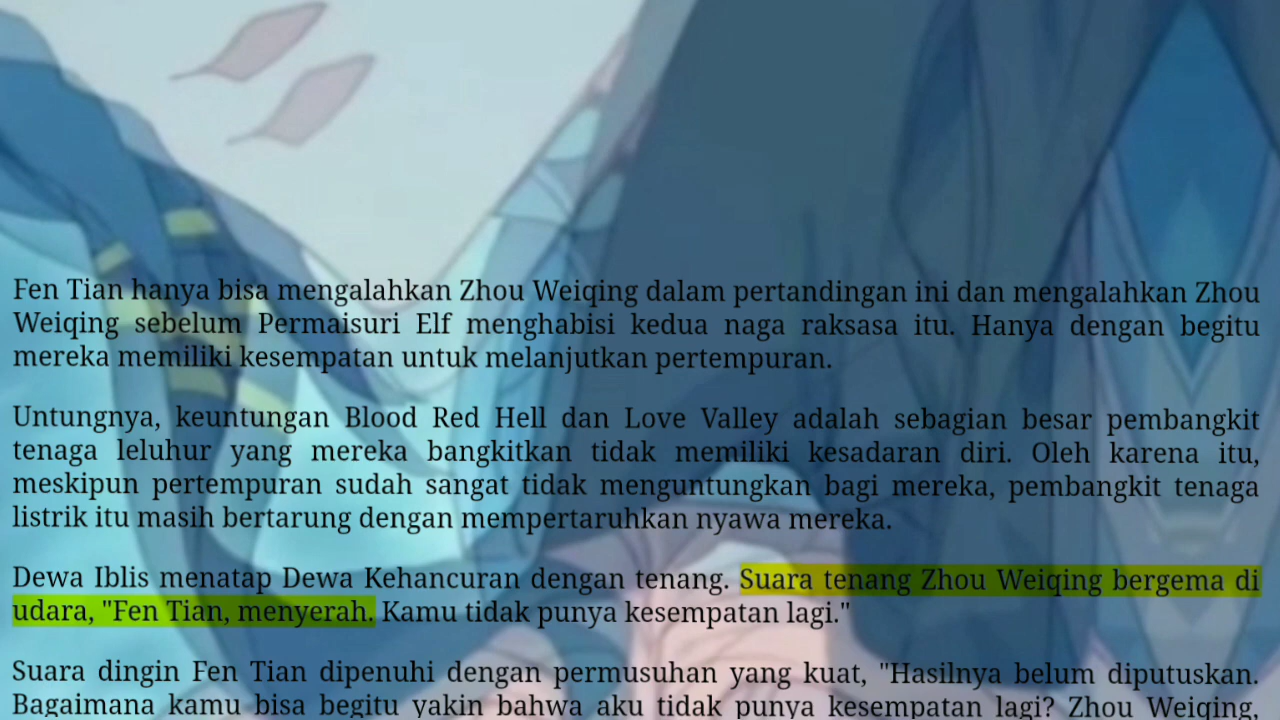 Fen Tian hanya bisa mengalahkan Zhou Weiqing dalam pertandingan ini dan mengalahkan Zhou
Weiqing sebelum Permaisuri Elf menghabisi kedua naga raksasa itu. Hanya dengan begitu
mereka memiliki kesempatan untuk melanjutkan pertempuran.
Untungnya, keuntungan Blood Red Hell dan Love Valley adalah sebagian besar pembangkit
tenaga leluhur yang mereka bangkitkan tidak memiliki kesadaran diri. Oleh karena itu,
meskipun pertempuran sudah sangat tidak menguntungkan bagi mereka, pembangkit tenaga
listrik itu masih bertarung dengan mempertaruhkan nyawa mereka.
Dewa Iblis menatap Dewa Kehancuran dengan tenang. Suara tenang Zhou Weiqing bergema di
udara, "Fen Tian, menyerah. Kamu tidak punya kesempatan lagi."
Suara dingin Fen Tian dipenuhi dengan permusuhan yang kuat, "Hasilnya belum diputuskan.
Bagaimana kamu bisa begitu yakin bahwa aku tidak punya kesempatan lagi? Zhou Weiqing,